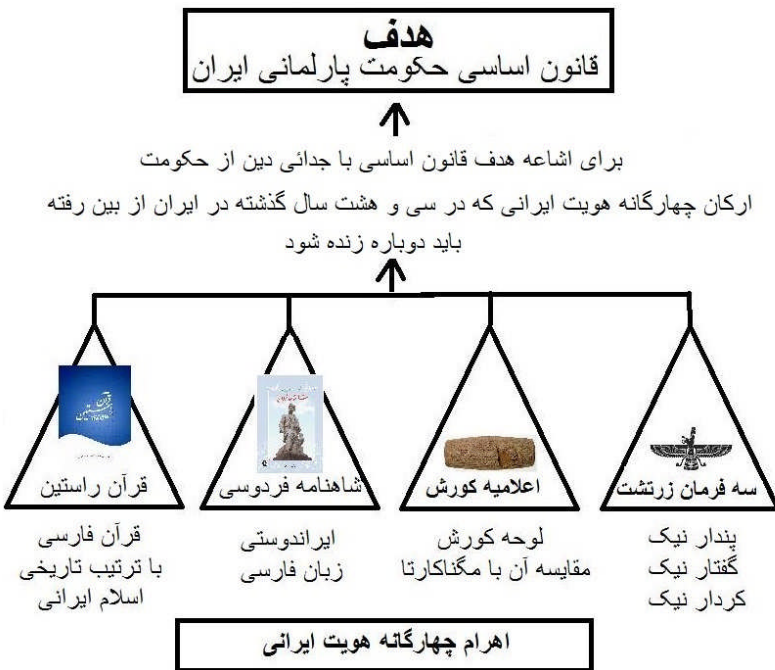 هدف
قانون اساسی حکومت پارلمانی ایران
برای اشاعه هدف قانون اساسی با جدائی دین از حکومت
ارکان چهارگانه هویت ایرانی که در سی و هشت سال گذشته در ایران از بین رفته
باید دوباره زنده شود
سه فرمان زرتشت
پندار نیک
گفتار نیک
کردار نیک
اعلامیه کورش
لوحه کورش
مقایسه آن با مگناکارتا
شاهنامه فردوسی
ایراندوستی
زبان فارسی
قرآن
راستین
قرآن راستین
قرآن فارسی
با ترتیب تاریخی
اسلام ایرانی
اهرام چهارگانه هویت ایرانی